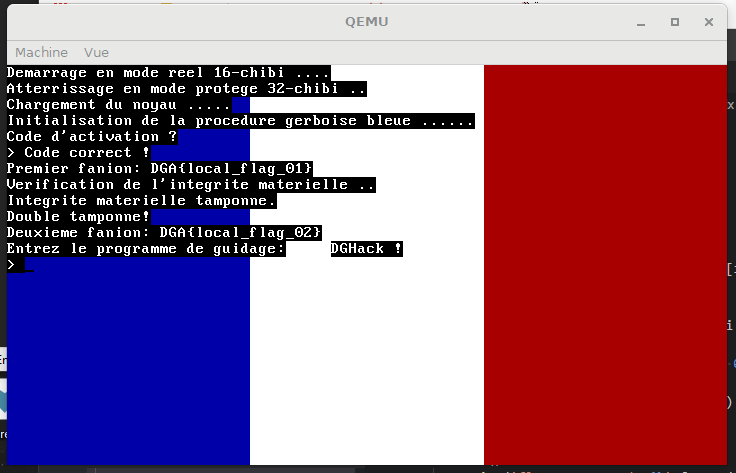 QEMU
Machine Vue
Demarrage en mode reel 16-chibi ....
Atterrissage en mode protege 32-chibi ..
Chargement du noyau .....
Initialisation de la procedure gerboise bleue ......
Code d'activation ?
> Code correct !
Premier fanion: DGA{local_flag_01}
Verification de l'integrite materielle ..
Integrite materielle tamponne.
Double tamponne!
Deuxieme fanion: DGA{local_flag_02}
Entrez le programme de guidage: DGHack !
> _